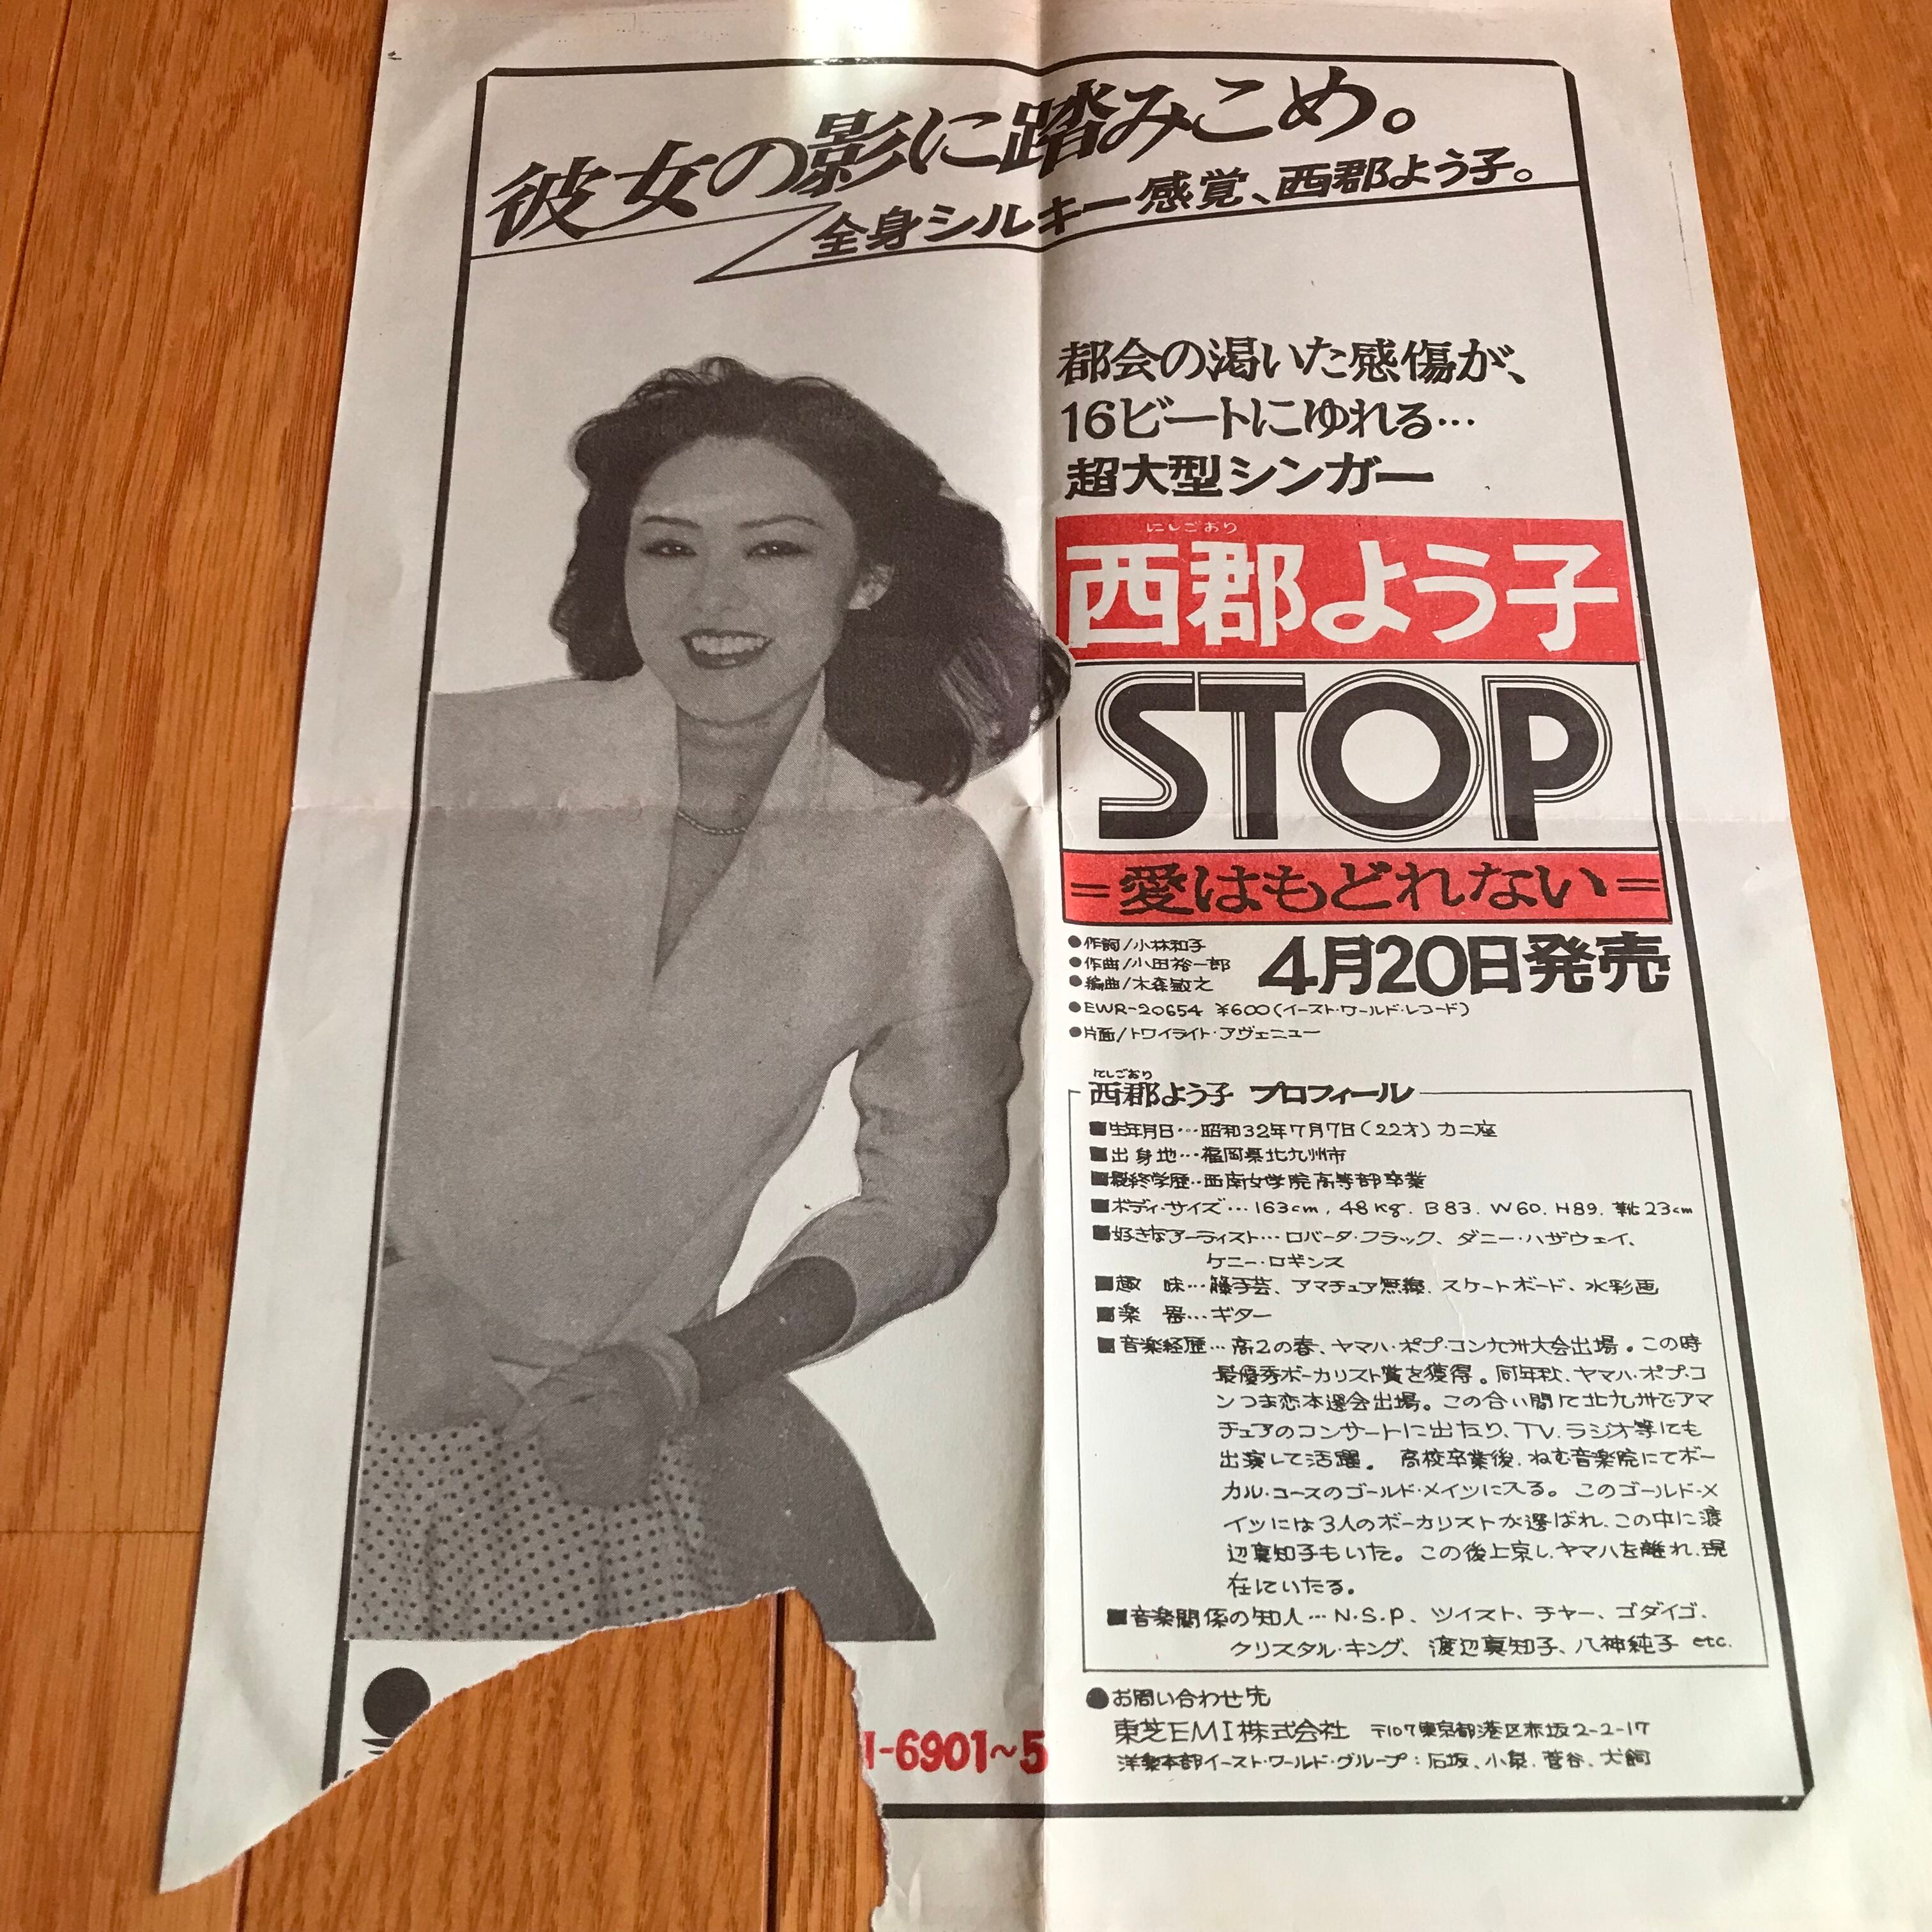 彼女の影に踏みこめ。
全身シルキー感覚、西郡よう子。
都会の渇いた感傷が、
16ビートにゆれる…
超大型シンガー
にしごおり
西郡よう子
STOP
=愛はもどれない=
●作詞/小林和子
●作曲/小田裕一郎
●編曲/木森敏之
4月20日発売
●EWR-20654 ¥600(イースト・ワールド・レコード)
●片面/トワイライト・アヴェニュー
にしごおり
西郡よう子 プロフィール
■生年月日…昭和32年7月7日(22才)カニ座
■出身地…福岡県北九州市
■最終学歴…西南女学院高等部卒業
■ボディ・サイズ…163cm, 48kg. B83. W60. H89. 靴23cm
■好きなアーティスト…ロバータ・フラック、ダニー・ハザウェイ、
ケニー・ロギンス
■趣 味…籐手芸、アマチュア無線、スケートボード、水彩画
■楽 器…ギター
■音楽経歴…高2の春、ヤマハ・ポプ・コン九州大会出場。この時
最優秀ボーカリスト賞を獲得。同年秋、ヤマハ・ポプ・コ
ンつま恋本選会出場。この合い間に北九州でアマ
チュアのコンサートに出たり、TV.ラジオ等にも
出演して活躍。高校卒業後、ねむ音楽院にてボー
カル・コースのゴールド・メイツに入る。このゴールド・メ
イツには3人のボーカリストが選ばれ、この中に渡
辺真知子もいた。この後上京し、ヤマハを離れ、現
在にいたる。
■音楽関係の知人…N・S・P、ツイスト、チャー、ゴダイゴ、
クリスタル・キング、渡辺真知子、八神純子 etc.
●お問い合わせ先
東芝EMI株式会社 〒107東京都港区赤坂2-2-17
洋楽本部イースト・ワールド・グループ:石坂、小泉、菅谷、犬飼
-6901~5